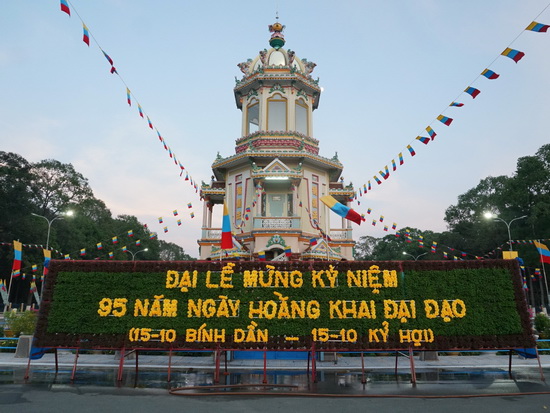 ĐẠI LỄ MỪNG KỶ NIỆM
95 NĂM NGÀY HOẰNG KHAI ĐẠI ĐẠO
(15-10 BÍNH DẦN - 15-10 KỶ HỢI)